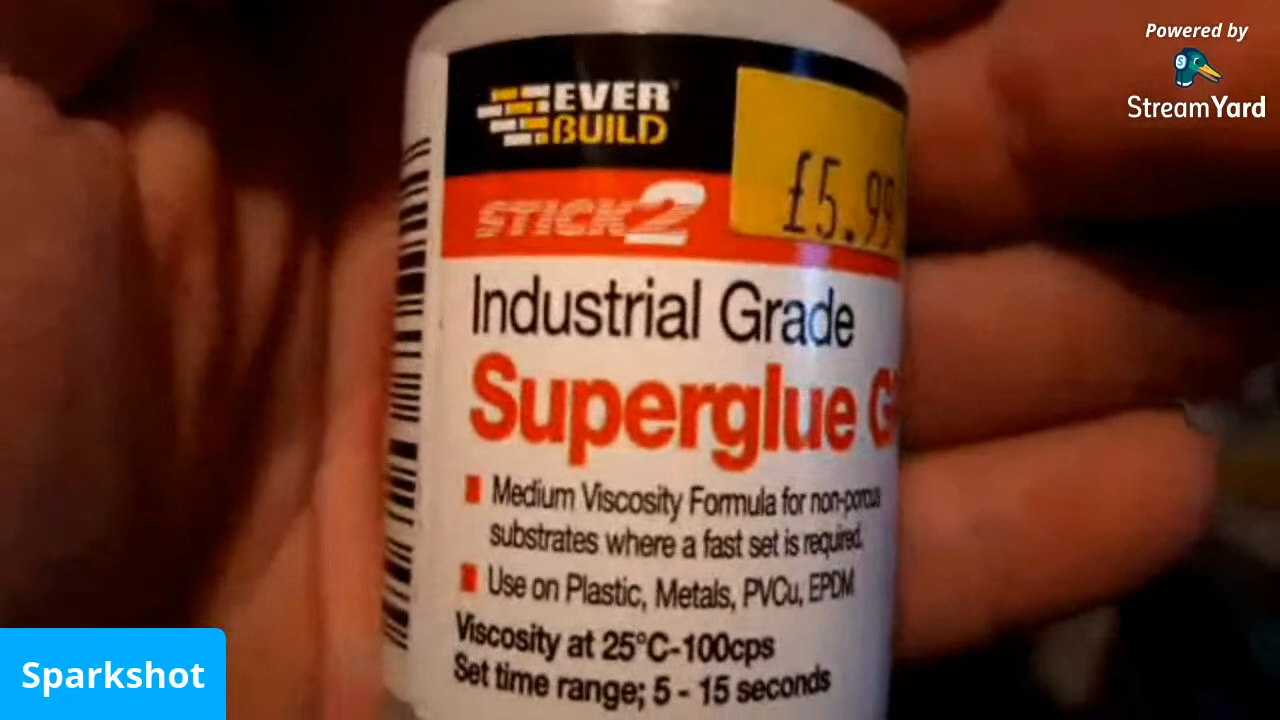 Powered by
StreamYard
EVER
BUILD
£5.99
STICK2
Industrial Grade
Superglue
Medium Viscosity Formula for non-porous
substrates where a fast set is required.
Use on Plastic, Metals, PVCu, EPDM
Viscosity at 25°C-100cps
Set time range; 5 - 15 seconds
Sparkshot